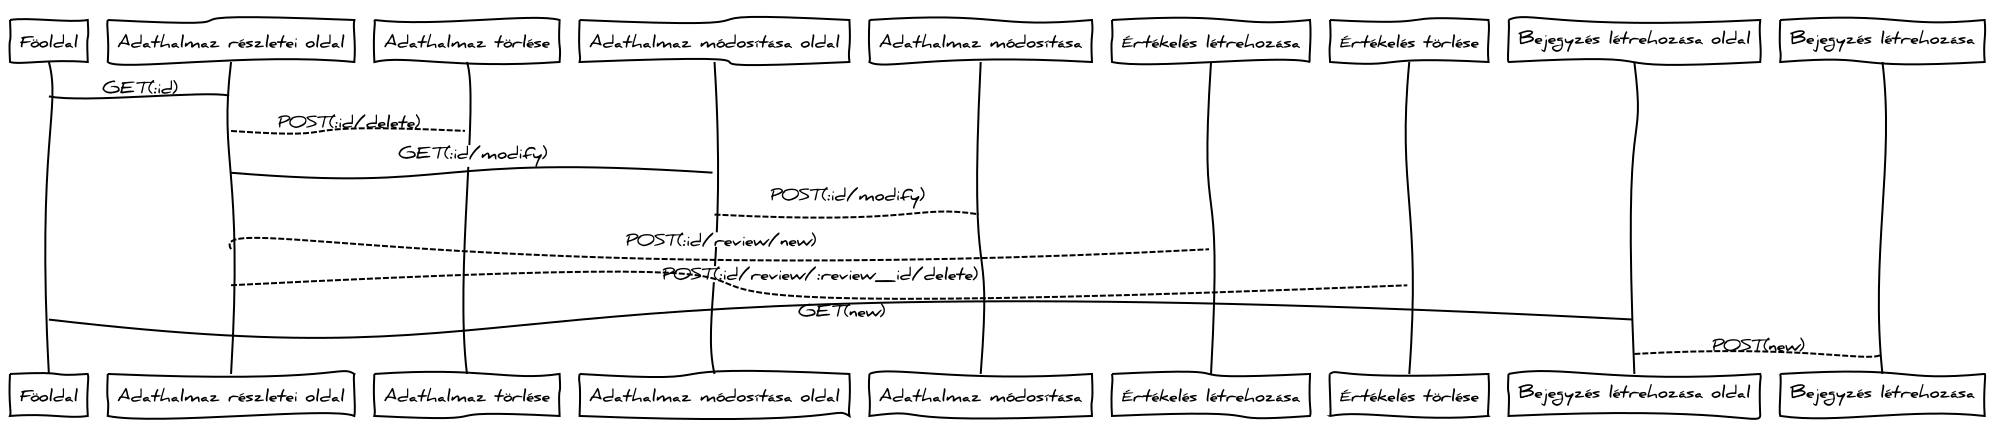 Főoldal
Adathalmaz részletei oldal
Adathalmaz törlése
Adathalmaz módosítása oldal
Adathalmaz módosítása
Értékelés létrehozása
Értékelés törlése
Bejegyzés létrehozása oldal
Bejegyzés létrehozása
GET(:id)
POST(:id/delete)
GET(:id/modify)
POST(:id/modify)
POST(:id/review/new)
POST(:id/review/:review_id/delete)
GET(new)
POST(new)
Főoldal
Adathalmaz részletei oldal
Adathalmaz törlése
Adathalmaz módosítása oldal
Adathalmaz módosítása
Értékelés létrehozása
Értékelés törlése
Bejegyzés létrehozása oldal
Bejegyzés létrehozása